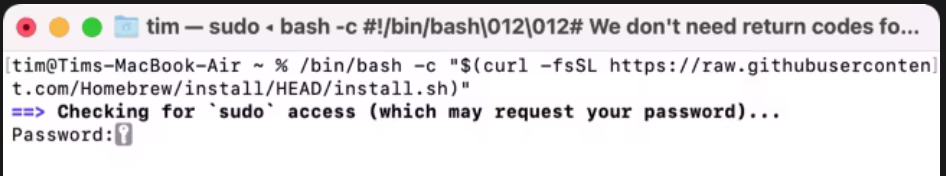 tim — sudo ◂ bash -c #!/bin/bash\012\012# We don't need return codes fo...
[tim@Tims-MacBook-Air ~ % /bin/bash -c "$(curl -fsSL https://raw.githubuserconten]
t.com/Homebrew/install/HEAD/install.sh)"
==> Checking for `sudo` access (which may request your password)...
Password: